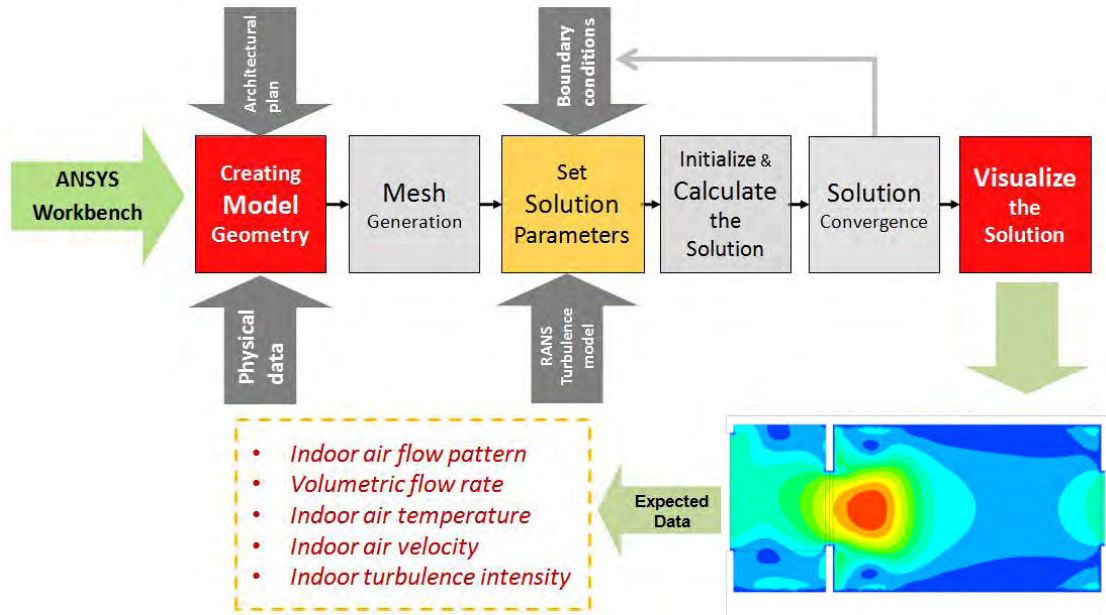 Architectural
plan
Boundary
conditions
ANSYS
Workbench
Creating
Model
Geometry
Mesh
Generation
Set
Solution
Parameters
Initialize &
Calculate
the
Solution
Solution
Convergence
Visualize
the
Solution
Physical
data
RANS
Turbulence
model
• Indoor air flow pattern
• Volumetric flow rate
• Indoor air temperature
• Indoor air velocity
• Indoor turbulence intensity
Expected
Data